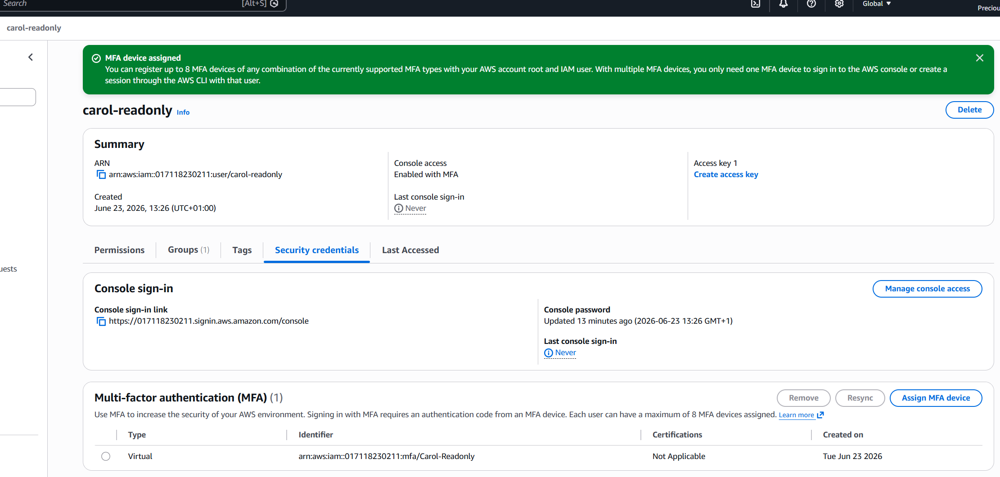 Search [Alt+S] Global
carol-readonly
MFA device assigned
You can register up to 8 MFA devices of any combination of the currently supported MFA types with your AWS account root and IAM user. With multiple MFA devices, you only need one MFA device to sign in to the AWS console or create a
session through the AWS CLI with that user.
carol-readonly Info
Delete
Summary
ARN
arn:aws:iam::017118230211:user/carol-readonly
Created
June 23, 2026, 13:26 (UTC+01:00)
Console access
Enabled with MFA
Last console sign-in
Never
Access key 1
Create access key
Permissions
Groups (1)
Tags
Security credentials
Last Accessed
uests
Console sign-in
Manage console access
Console sign-in link
https://017118230211.signin.aws.amazon.com/console
Console password
Updated 13 minutes ago (2026-06-23 13:26 GMT+1)
Last console sign-in
Never
Multi-factor authentication (MFA) (1)
Remove
Resync
Assign MFA device
Use MFA to increase the security of your AWS environment. Signing in with MFA requires an authentication code from an MFA device. Each user can have a maximum of 8 MFA devices assigned. Learn more
Type Identifier Certifications Created on
Virtual arn:aws:iam::017118230211:mfa/Carol-Readonly Not Applicable Tue Jun 23 2026